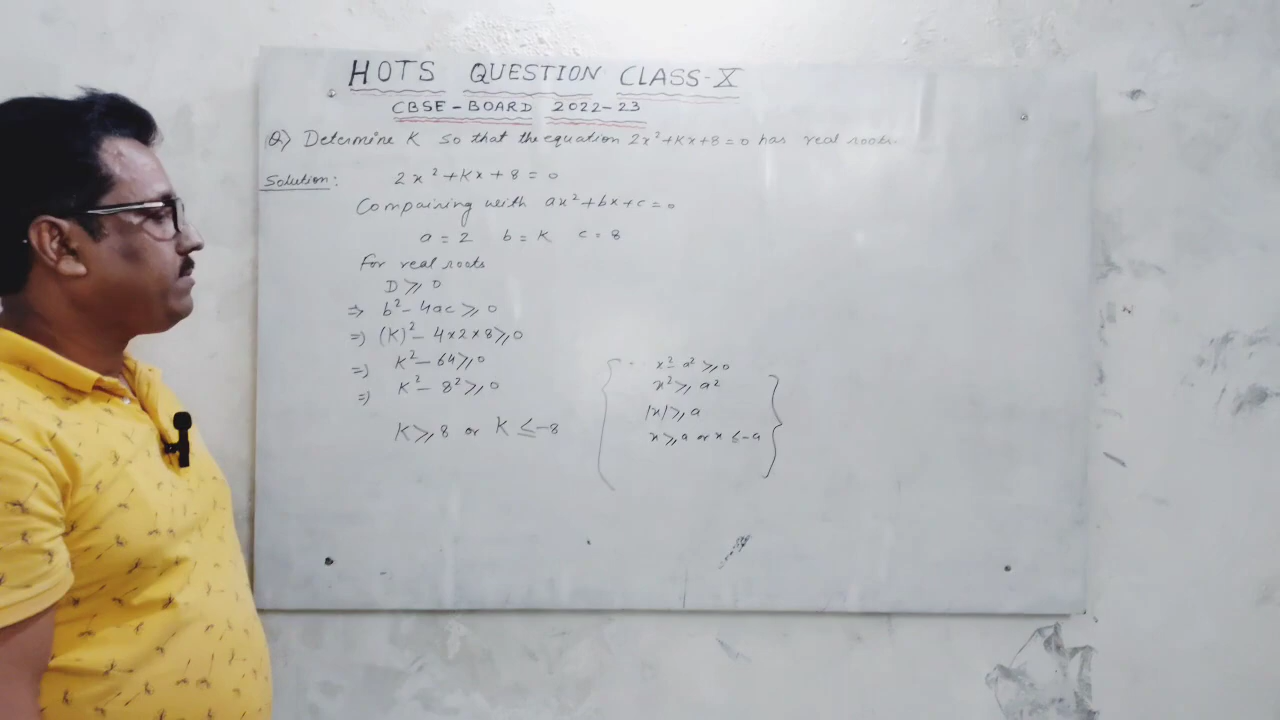 HOTS QUESTION CLASS-X
CBSE-BOARD 2022-23
Q) Determine K so that the equation 2x²+Kx+8=0 has real roots.
Solution: 2x²+Kx+8=0
Compairing with ax²+bx+c=0
a=2 b=K c=8
For real roots
D⩾0
⇒ b²-4ac⩾0
⇒ (K)²-4×2×8⩾0
⇒ K²-64⩾0
⇒ K²-8²⩾0
K⩾8 or K≤-8
x²-a²⩾0
x²⩾a²
|x|⩾a
x⩾a or x≤-a